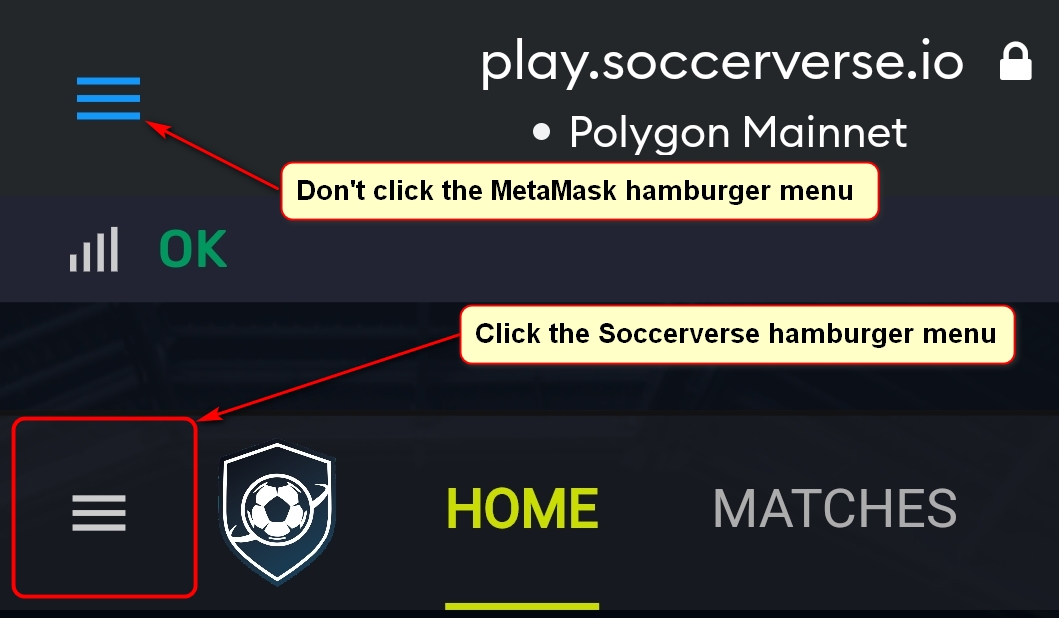 play.soccerverse.io
Polygon Mainnet
Don't click the MetaMask hamburger menu
OK
Click the Soccerverse hamburger menu
HOME
MATCHES